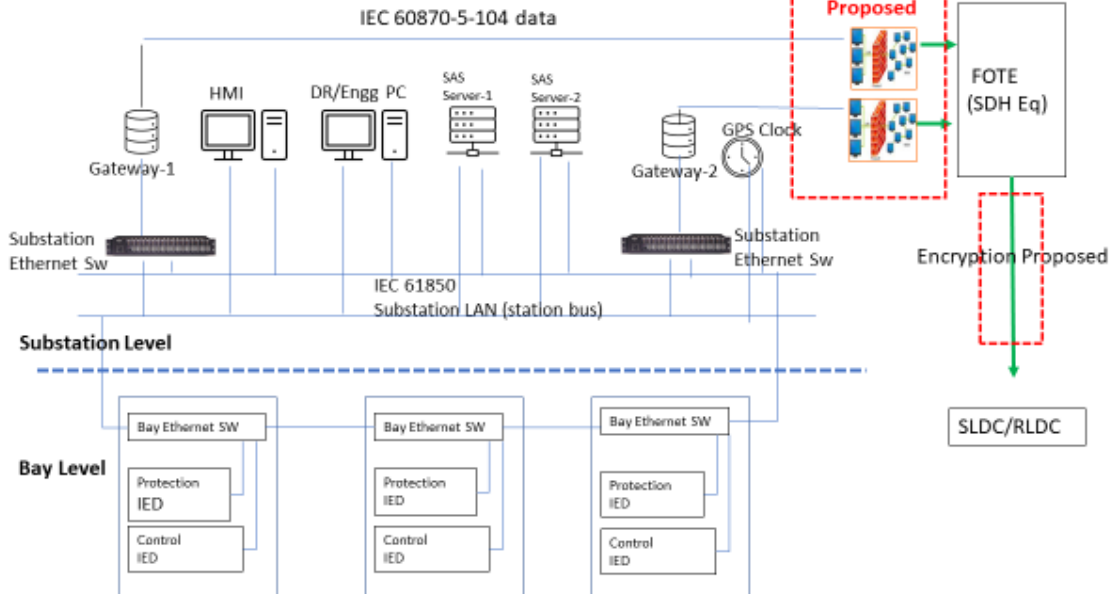 IEC 60870-5-104 data
Proposed
HMI
DR/Engg PC
SAS
Server-1
SAS
Server-2
GPS Clock
FOTE
(SDH Eq)
Gateway-1
Gateway-2
Substation
Ethernet Sw
Substation
Ethernet Sw
Encryption Proposed
IEC 61850
Substation LAN (station bus)
Substation Level
SLDC/RLDC
Bay Level
Bay Ethernet SW
Protection
IED
Control
IED
Bay Ethernet SW
Protection
IED
Control
IED
Bay Ethernet SW
Protection
IED
Control
IED